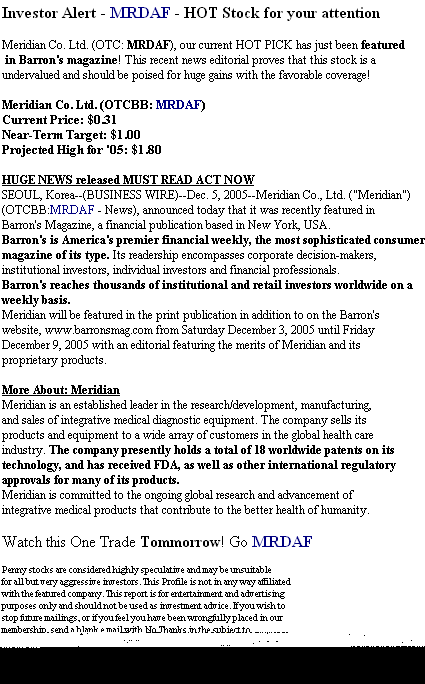 Investor Alert - MRDAF - HOT Stock for your attention
Meridian Co. Ltd. (OTC: MRDAF), our current HOT PICK has just been featured
in Barron's magazine! This recent news editorial proves that this stock is a
undervalued and should be poised for huge gains with the favorable coverage!
Meridian Co. Ltd. (OTCBB: MRDAF)
Current Price: $0.31
Near-Term Target: $1.00
Projected High for '05: $1.80
HUGE NEWS released MUST READ ACT NOW
SEOUL, Korea--(BUSINESS WIRE)--Dec. 5, 2005--Meridian Co., Ltd. ("Meridian")
(OTCBB:MRDAF - News), announced today that it was recently featured in
Barron's Magazine, a financial publication based in New York, USA.
Barron's is America's premier financial weekly, the most sophisticated consumer
magazine of its type. Its readership encompasses corporate decision-makers,
institutional investors, individual investors and financial professionals.
Barron's reaches thousands of institutional and retail investors worldwide on a
weekly basis.
Meridian will be featured in the print publication in addition to on the Barron's
website, www.barronsmag.com from Saturday December 3, 2005 until Friday
December 9, 2005 with an editorial featuring the merits of Meridian and its
proprietary products.
More About: Meridian
Meridian is an established leader in the research/development, manufacturing,
and sales of integrative medical diagnostic equipment. The company sells its
products and equipment to a wide array of customers in the global health care
industry. The company presently holds a total of 18 worldwide patents on its
technology, and has received FDA, as well as other international regulatory
approvals for many of its products.
Meridian is committed to the ongoing global research and advancement of
integrative medical products that contribute to the better health of humanity.
Watch this One Trade Tommorrow! Go MRDAF
Penny stocks are considered highly speculative and may be unsuitable
for all but very aggressive investors. This Profile is not in any way affiliated
with the featured company. This report is for entertainment and advertising
purposes only and should not be used as investment advice. If you wish to
stop future mailings, or if you feel you have been wrongfully placed in our
membership, send a blank e mail with No Thanks in the subject to